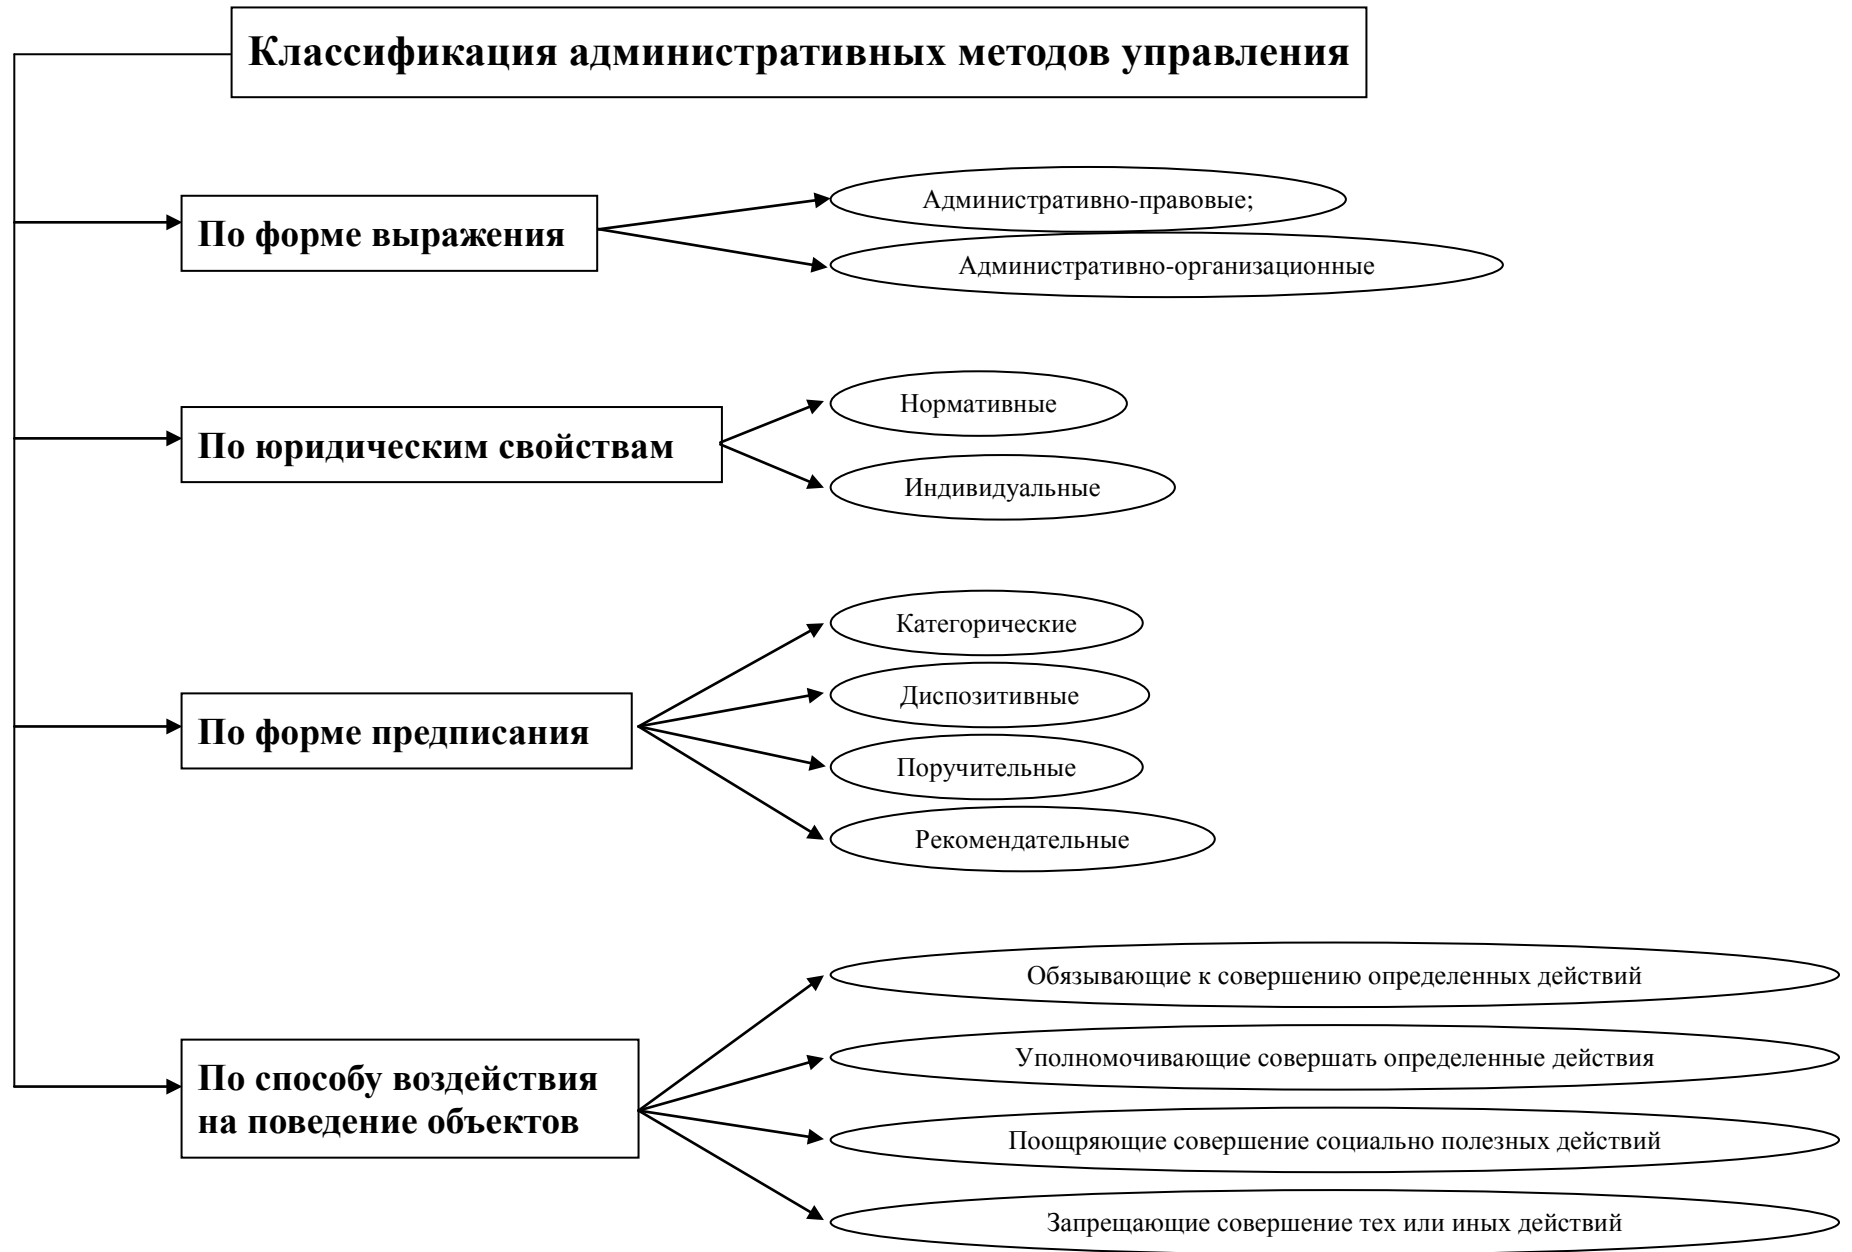 Классификация административных методов управления
По форме выражения
Административно-правовые;
Административно-организационные
По юридическим свойствам
Нормативные
Индивидуальные
По форме предписания
Категорические
Диспозитивные
Поручительные
Рекомендательные
По способу воздействия
на поведение объектов
Обязывающие к совершению определенных действий
Уполномочивающие совершать определенные действия
Поощряющие совершение социально полезных действий
Запрещающие совершение тех или иных действий